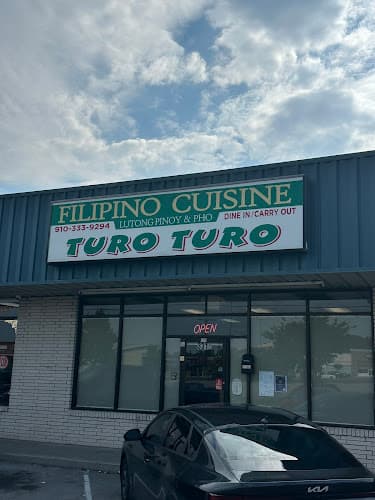 FILIPINO CUISINE
910-333-9294 LUTONG PINOY & PHO DINE IN/CARRY OUT
TURO TURO
OPEN
KIA